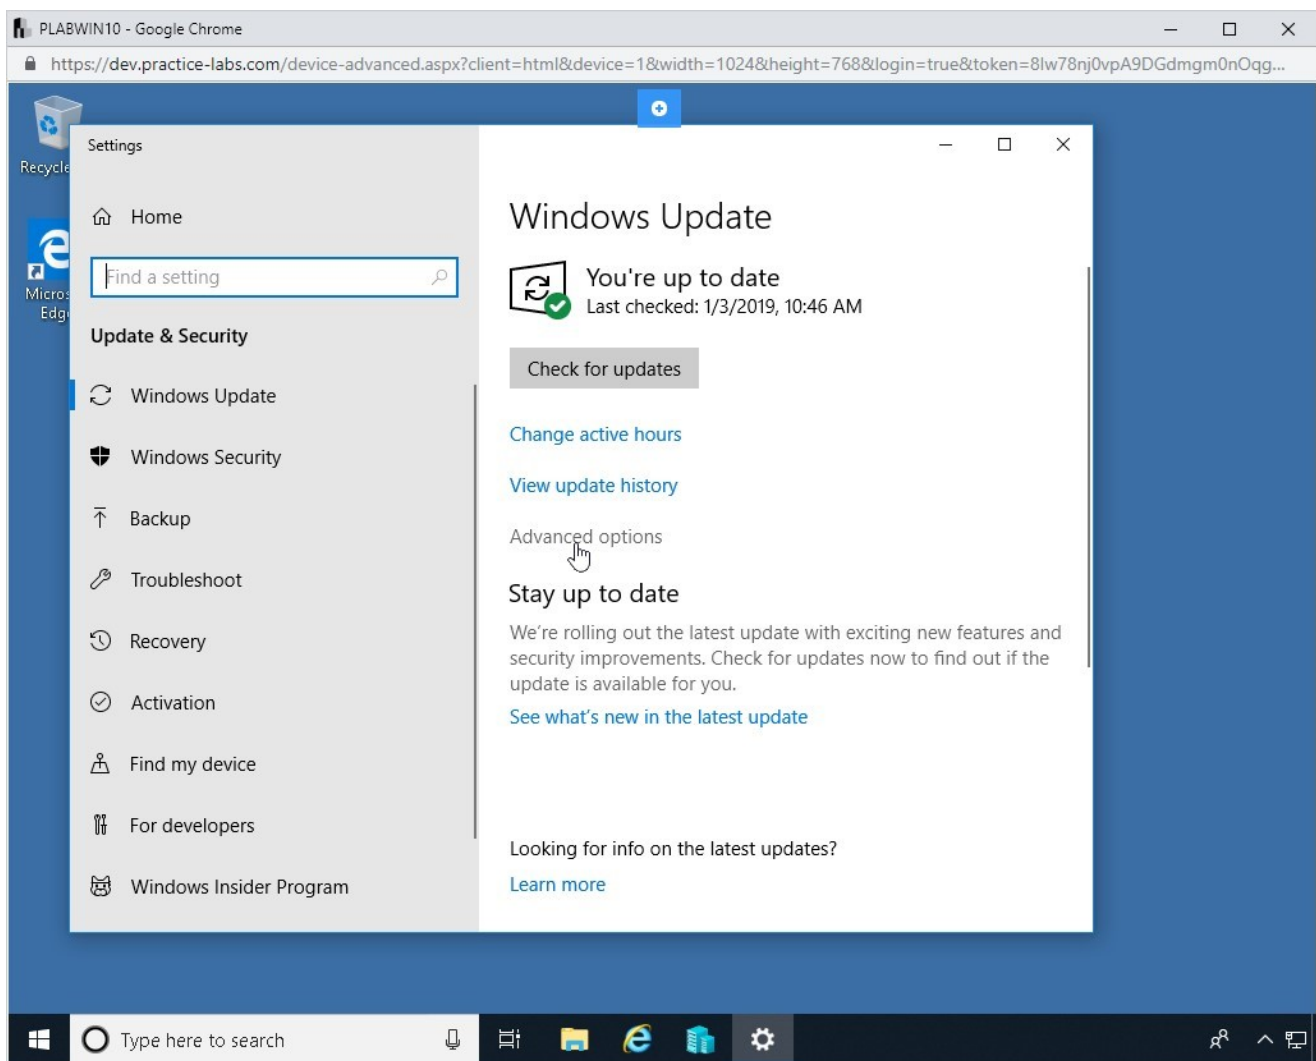 PLABWIN10 - Google Chrome
https://dev.practice-labs.com/device-advanced.aspx?client=html&device=1&width=1024&height=768&login=true&token=8lw78nj0vpA9DGdmgm0nOqg...
Recycle
Micros
Edg
Settings
Home
Find a setting
Update & Security
Windows Update
Windows Security
Backup
Troubleshoot
Recovery
Activation
Find my device
For developers
Windows Insider Program
Windows Update
You're up to date
Last checked: 1/3/2019, 10:46 AM
Check for updates
Change active hours
View update history
Advanced options
Stay up to date
We're rolling out the latest update with exciting new features and
security improvements. Check for updates now to find out if the
update is available for you.
See what's new in the latest update
Looking for info on the latest updates?
Learn more
Type here to search